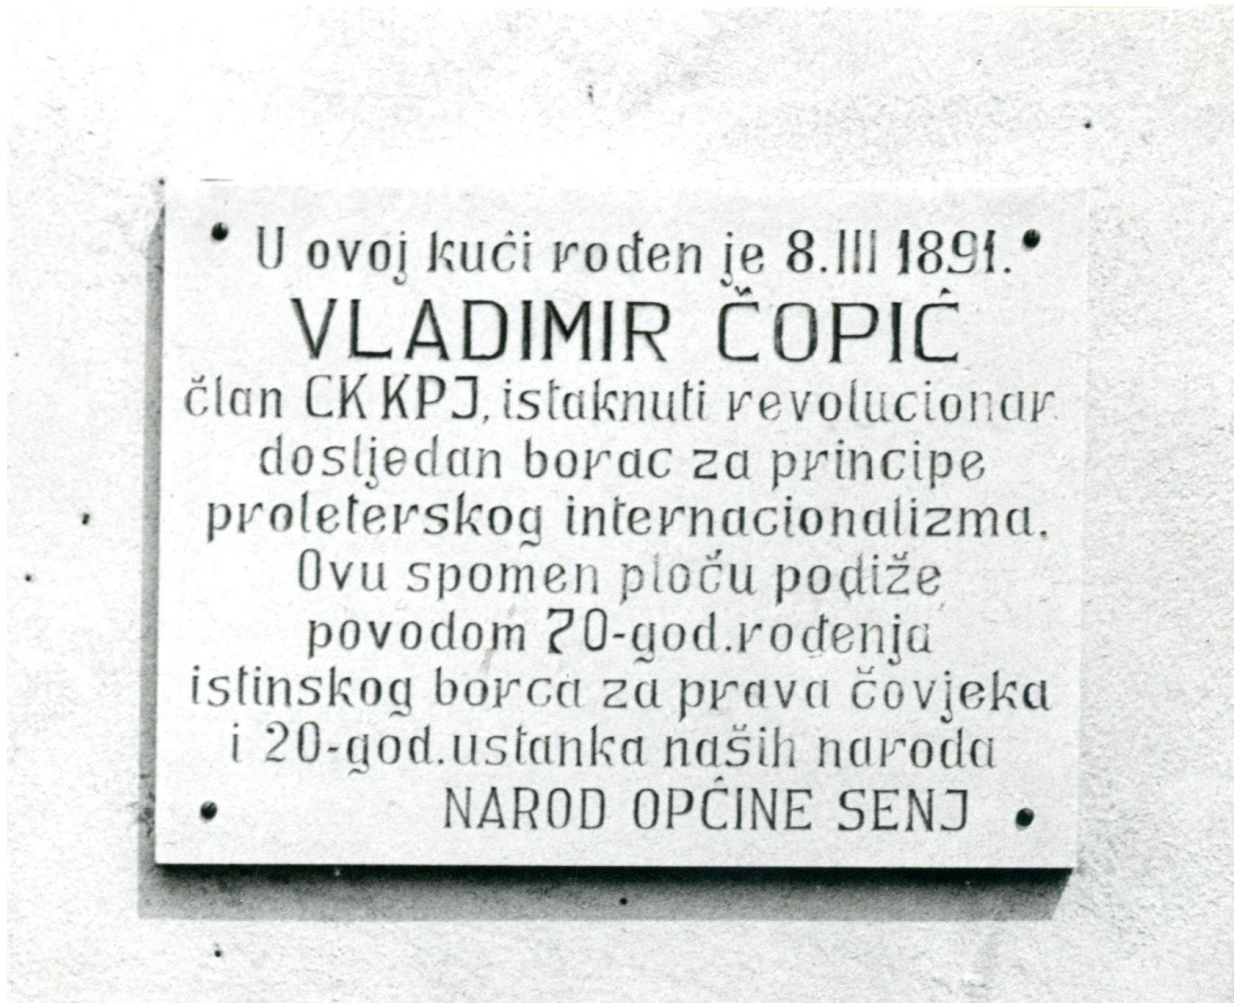 U ovoj kući rođen je 8.III 1891.
VLADIMIR ČOPIĆ
član CK KPJ, istaknuti revolucionar
dosljedan borac za principe
proleterskog internacionalizma.
Ovu spomen ploču podiže
povodom 70-god. rođenja
istinskog borca za prava čovjeka
i 20-god. ustanka naših naroda
NAROD OPĆINE SENJ